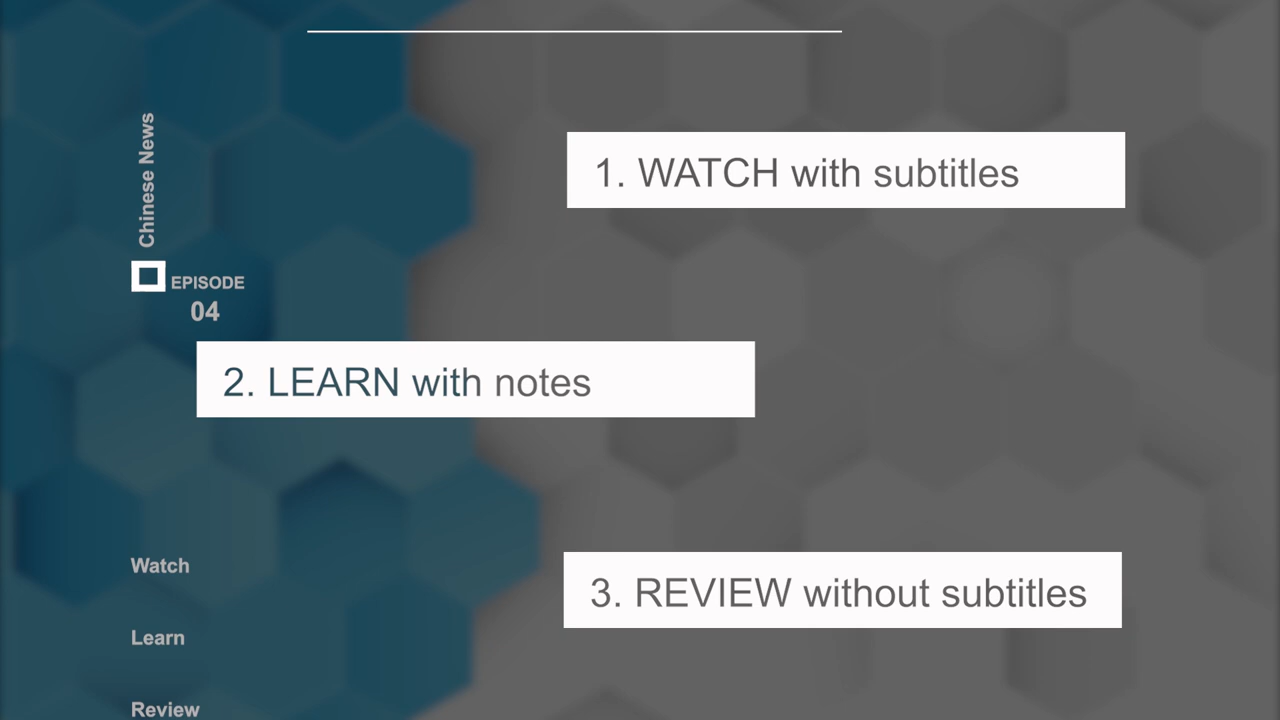 Chinese News
EPISODE
04
1. WATCH with subtitles
2. LEARN with notes
3. REVIEW without subtitles
Watch
Learn
Review